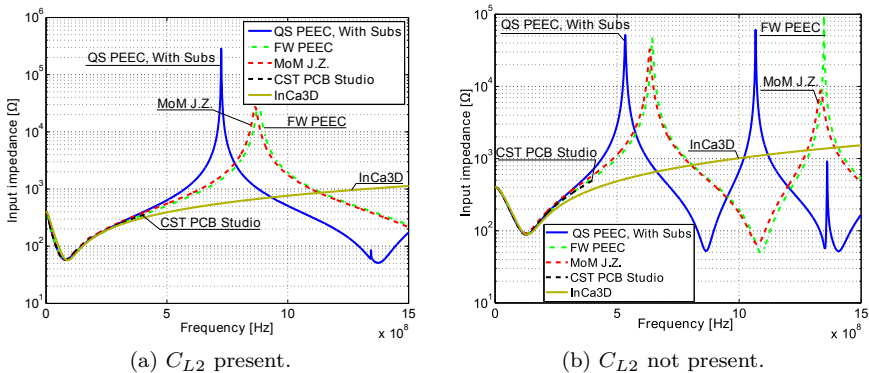 10^6
10^5
10^4
10^3
10^2
10^1
Input impedance [Ω]
QS PEEC, With Subs
MoM J.Z.
FW PEEC
InCa3D
CST PCB Studio
QS PEEC, With Subs
FW PEEC
MoM J.Z.
CST PCB Studio
InCa3D
0 5 10 15
Frequency [Hz]
x 10^8
(a) C_{L2} present.
10^5
10^4
10^3
10^2
10^1
Input impedance [Ω]
QS PEEC, With Subs
FW PEEC
MoM J.Z.
InCa3D
CST PCB Studio
QS PEEC, With Subs
FW PEEC
MoM J.Z.
CST PCB Studio
InCa3D
0 5 10 15
Frequency [Hz]
x 10^8
(b) C_{L2} not present.